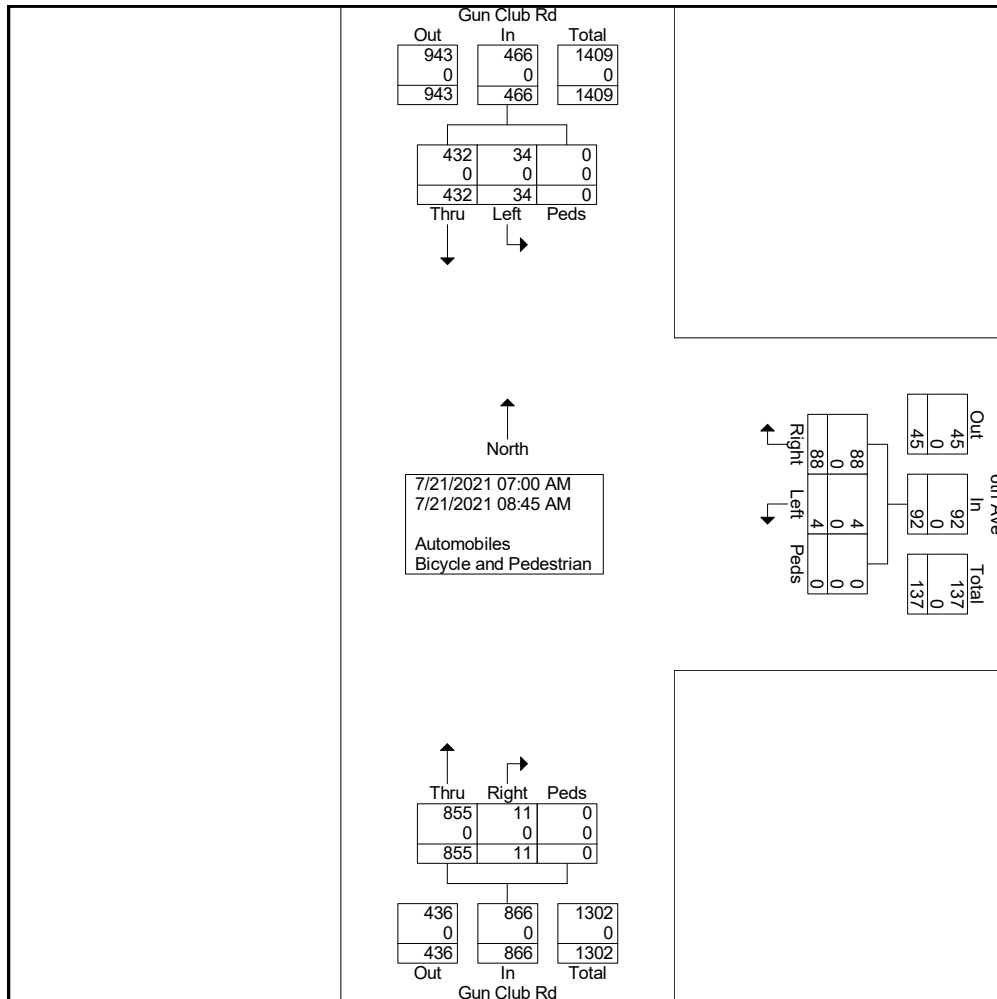 Gun Club Rd
Out In Total
943 466 1409
0 0 0
943 466 1409
432 34 0
0 0 0
432 34 0
Thru Left Peds
North
7/21/2021 07:00 AM
7/21/2021 08:45 AM
Automobiles
Bicycle and Pedestrian
Out In Total
45 92 137
0 0 0
45 92 137
88 4 0
0 0 0
88 4 0
Right Left Peds
Thru Right Peds
855 11 0
0 0 0
855 11 0
436 866 1302
0 0 0
436 866 1302
Out In Total
Gun Club Rd